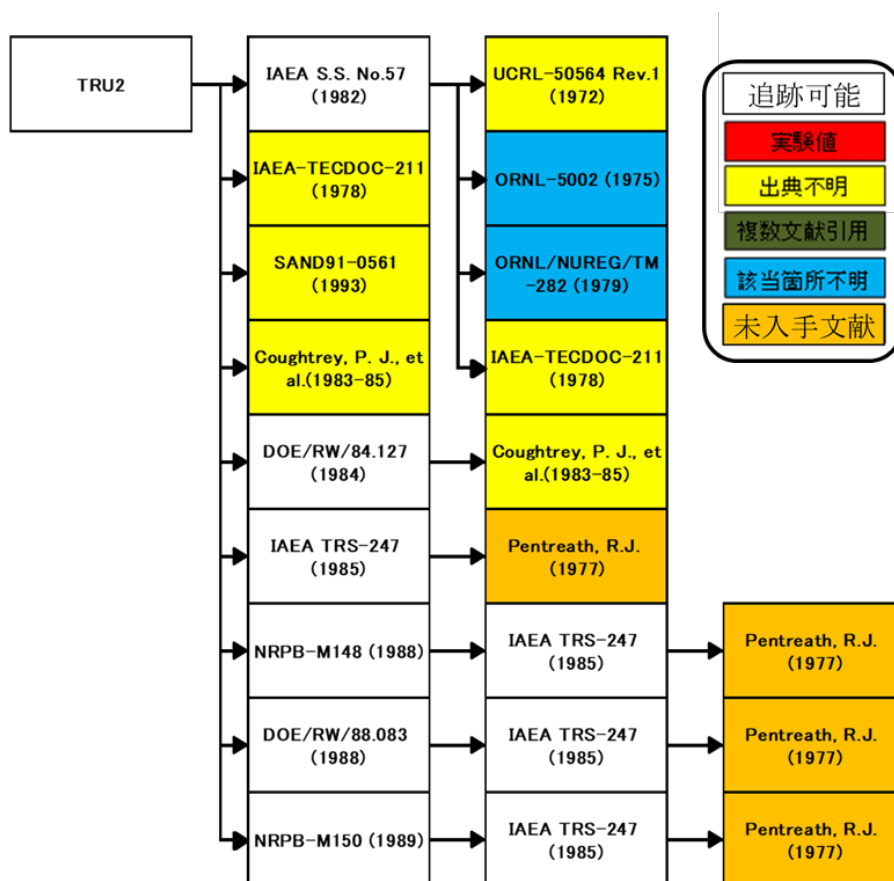 TRU2
IAEA S.S. No.57
(1982)
UCRL-50564 Rev.1
(1972)
IAEA-TECDOC-211
(1978)
ORNL-5002 (1975)
SAND91-0561
(1993)
ORNL/NUREG/TM
-282 (1979)
Coughtrey, P. J., et
al.(1983-85)
IAEA-TECDOC-211
(1978)
DOE/RW/84.127
(1984)
Coughtrey, P. J., et
al.(1983-85)
IAEA TRS-247
(1985)
Pentreath, R.J.
(1977)
NRPB-M148 (1988)
IAEA TRS-247
(1985)
Pentreath, R.J.
(1977)
DOE/RW/88.083
(1988)
IAEA TRS-247
(1985)
Pentreath, R.J.
(1977)
NRPB-M150 (1989)
IAEA TRS-247
(1985)
Pentreath, R.J.
(1977)
追跡可能
実験値
出典不明
複数文献引用
該当箇所不明
未入手文献